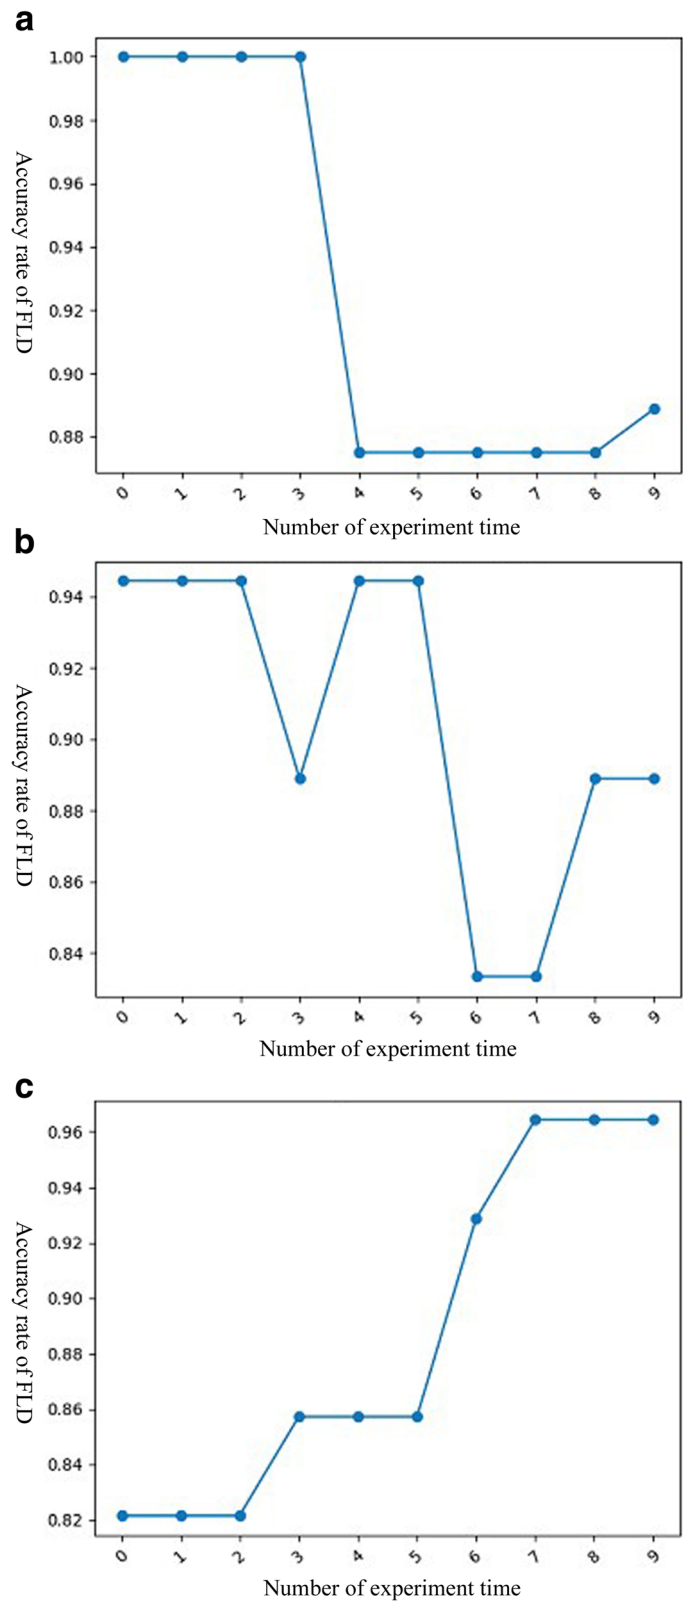 a
1.00
0.98
0.96
0.94
0.92
0.90
0.88
Accuracy rate of FLD
0 1 2 3 4 5 6 7 8 9
Number of experiment time
b
0.94
0.92
0.90
0.88
0.86
0.84
Accuracy rate of FLD
0 1 2 3 4 5 6 7 8 9
Number of experiment time
c
0.96
0.94
0.92
0.90
0.88
0.86
0.84
0.82
Accuracy rate of FLD
0 1 2 3 4 5 6 7 8 9
Number of experiment time